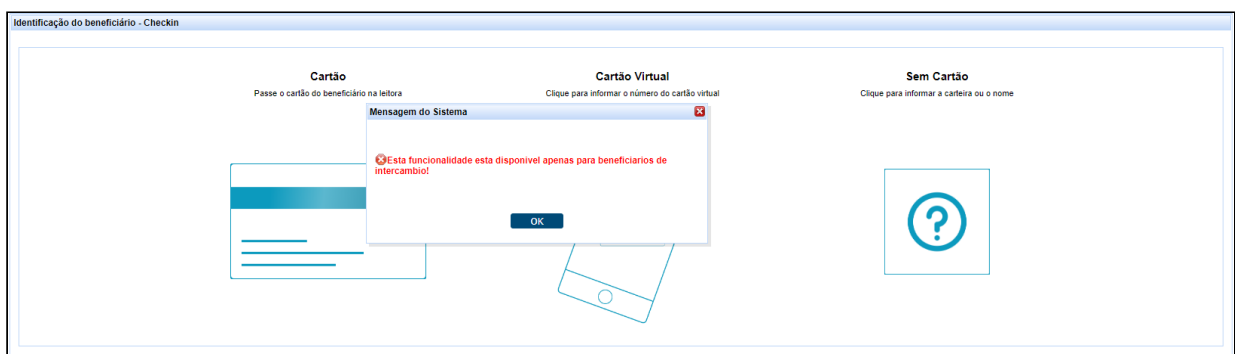 Identificação do beneficiário - Checkin
Cartão
Passe o cartão do beneficiário na leitora
Cartão Virtual
Clique para informar o número do cartão virtual
Sem Cartão
Clique para informar a carteira ou o nome
Mensagem do Sistema
Esta funcionalidade esta disponivel apenas para beneficiarios de
intercambio!
OK